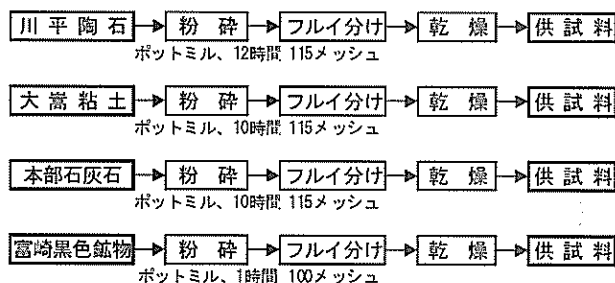 川平陶石 → 粉砕 → フルイ分け → 乾燥 → 供試料
ポットミル、12時間 115メッシュ
大嵩粘土 → 粉砕 → フルイ分け → 乾燥 → 供試料
ポットミル、10時間 115メッシュ
本部石灰石 → 粉砕 → フルイ分け → 乾燥 → 供試料
ポットミル、10時間 115メッシュ
富崎黒色鉱物 → 粉砕 → フルイ分け → 乾燥 → 供試料
ポットミル、1時間 100メッシュ